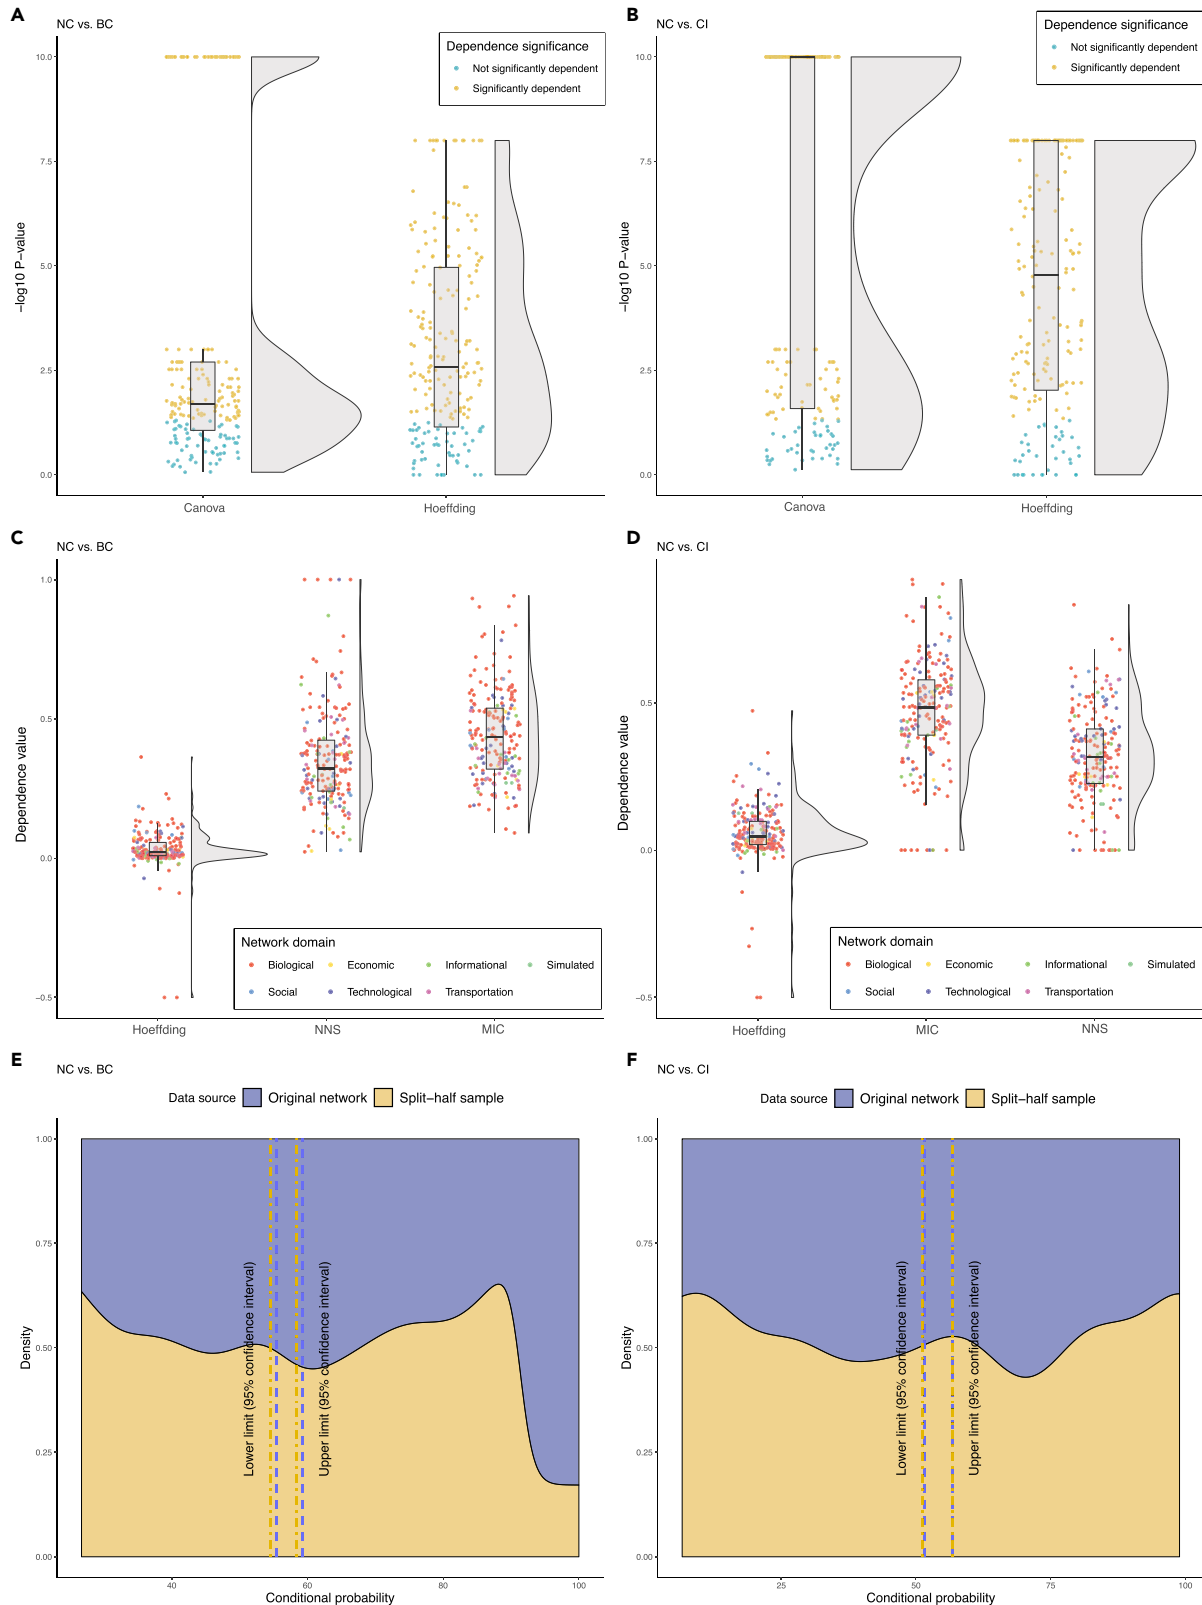 A
NC vs. BC
Dependence significance
Not significantly dependent
Significantly dependent
−log10 P−value
10.0
7.5
5.0
2.5
0.0
Canova
Hoeffding
B
NC vs. CI
Dependence significance
Not significantly dependent
Significantly dependent
−log10 P−value
10.0
7.5
5.0
2.5
0.0
Canova
Hoeffding
C
NC vs. BC
Dependence value
1.0
0.5
0.0
−0.5
Network domain
Biological Economic Informational Simulated
Social Technological Transportation
Hoeffding NNS MIC
D
NC vs. CI
Dependence value
0.5
0.0
−0.5
Network domain
Biological Economic Informational Simulated
Social Technological Transportation
Hoeffding MIC NNS
E
NC vs. BC
Data source Original network Split−half sample
Density
1.00
0.75
0.50
0.25
0.00
Lower limit (95% confidence interval)
Upper limit (95% confidence interval)
40 60 80 100
Conditional probability
F
NC vs. CI
Data source Original network Split−half sample
Density
1.00
0.75
0.50
0.25
0.00
Lower limit (95% confidence interval)
Upper limit (95% confidence interval)
25 50 75 100
Conditional probability